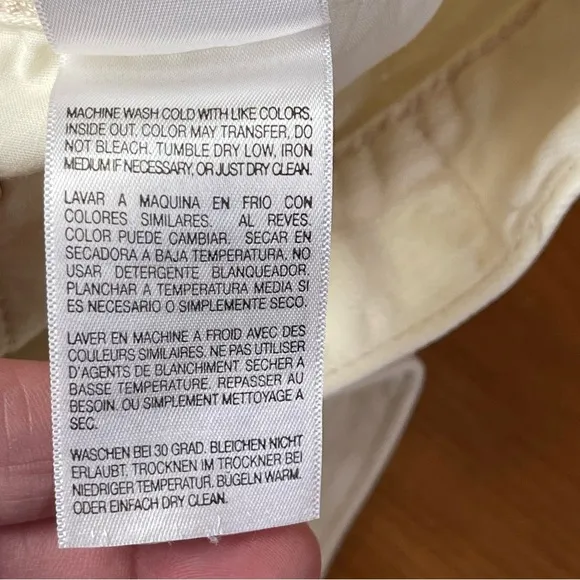 MACHINE WASH COLD WITH LIKE COLORS,
INSIDE OUT. COLOR MAY TRANSFER, DO
NOT BLEACH. TUMBLE DRY LOW, IRON
MEDIUM IF NECESSARY, OR JUST DRY CLEAN.
LAVAR A MAQUINA EN FRIO CON
COLORES SIMILARES. AL REVES.
COLOR PUEDE CAMBIAR. SECAR EN
SECADORA A BAJA TEMPERATURA, NO
USAR DETERGENTE BLANQUEADOR.
PLANCHAR A TEMPERATURA MEDIA SI
ES NECESARIO O SIMPLEMENTE SECO.
LAVER EN MACHINE A FROID AVEC DES
COULEURS SIMILAIRES. NE PAS UTILISER
D'AGENTS DE BLANCHIMENT. SECHER A
BASSE TEMPERATURE. REPASSER AU
BESOIN. OU SIMPLEMENT METTOYAGE A
SEC.
WASCHEN BEI 30 GRAD. BLEICHEN NICHT
ERLAUBT. TROCKNEN IM TROCKNER BEI
NIEDRIGER TEMPERATUR. BÜGELN WARM.
ODER EINFACH DRY CLEAN.